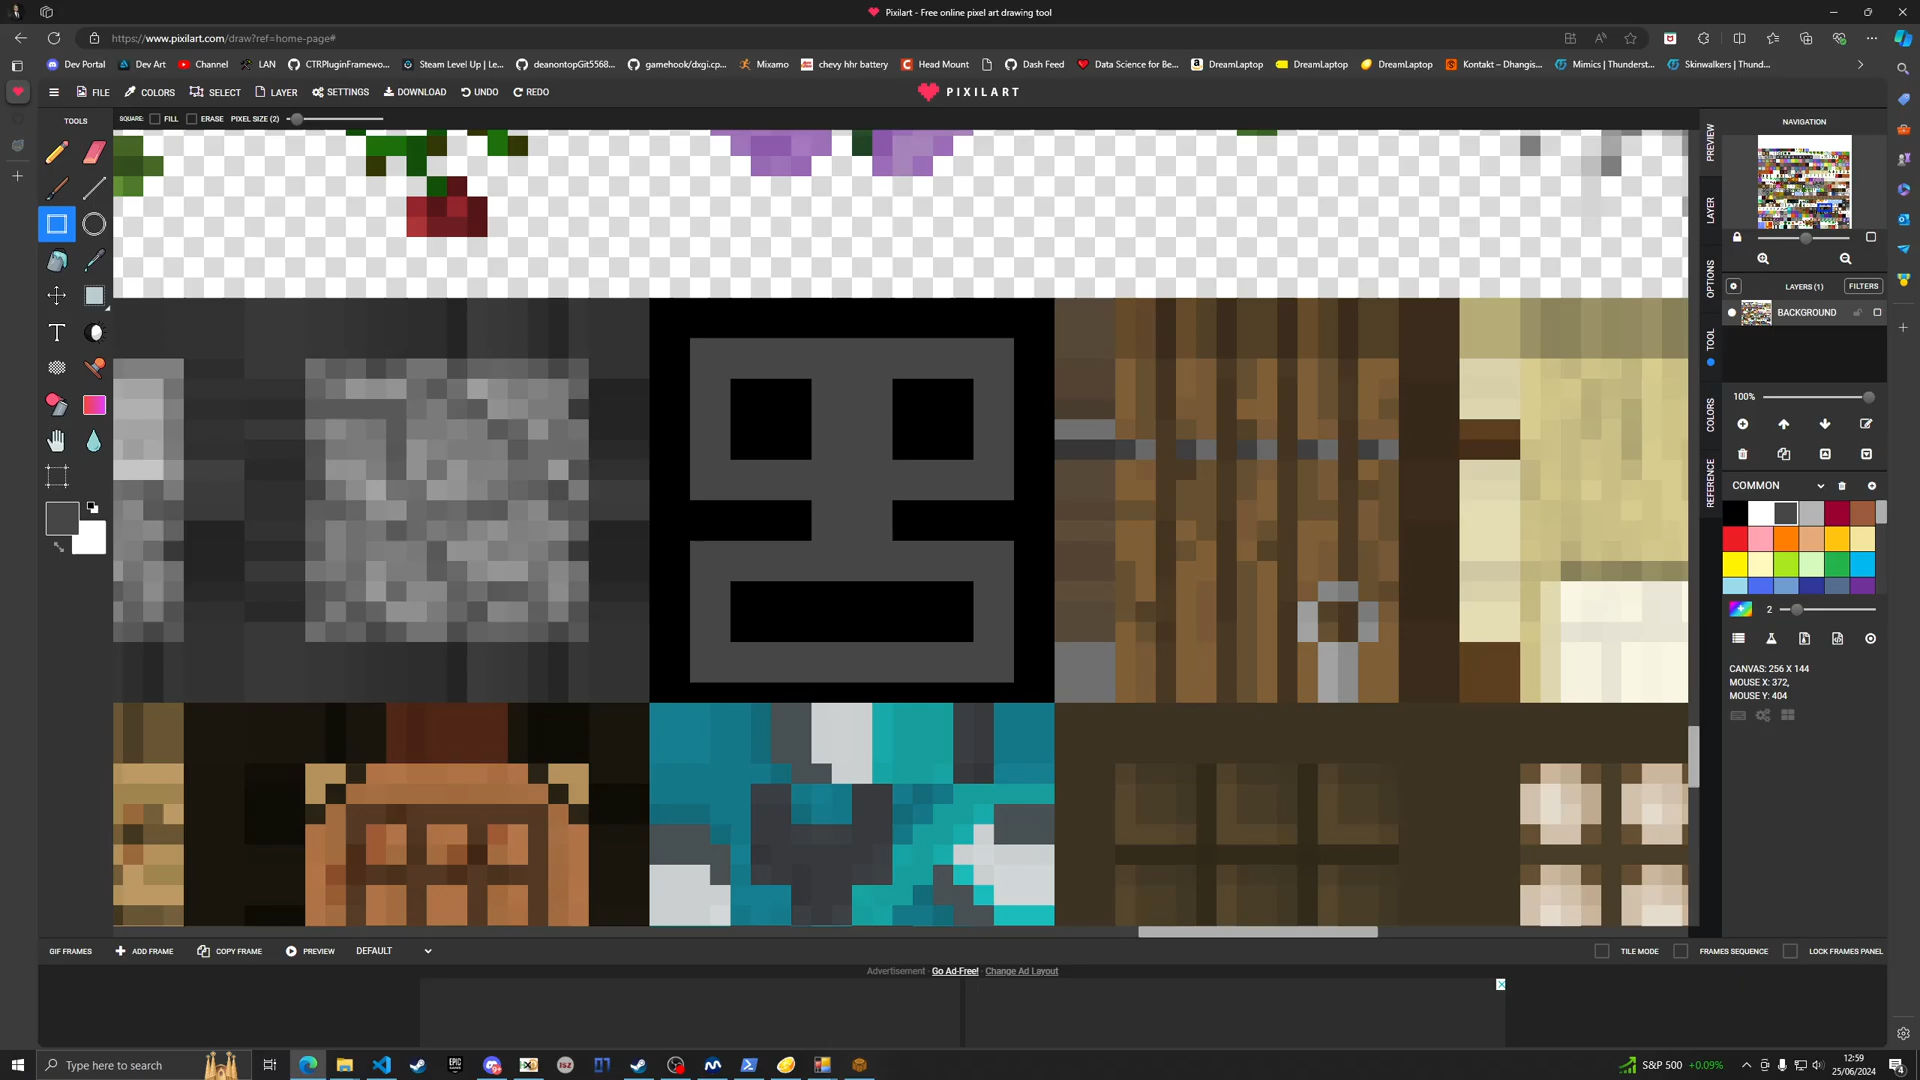 Pixilart - Free online pixel art drawing tool
https://www.pixilart.com/draw?ref=home-page#
Dev Portal Dev Art Channel LAN CTRPluginFramewo... Steam Level Up | Le... deanontopGit5568... gamehook/dxgi.cp... Mixamo chevy hhr battery Head Mount Dash Feed Data Science for Be... DreamLaptop DreamLaptop DreamLaptop Kontakt – Dhangis... Mimics | Thunderst... Skinwalkers | Thund...
FILE COLORS SELECT LAYER SETTINGS DOWNLOAD UNDO REDO PIXILART
TOOLS SQUARE: FILL ERASE PIXEL SIZE (2) NAVIGATION
PREVIEW
LAYER
OPTIONS
TOOL
COLORS
REFERENCE
LAYERS (1) FILTERS
BACKGROUND
100%
COMMON
2
CANVAS: 256 X 144
MOUSE X: 372,
MOUSE Y: 404
GIF FRAMES ADD FRAME COPY FRAME PREVIEW DEFAULT TILE MODE FRAMES SEQUENCE LOCK FRAMES PANEL
Advertisement - Go Ad-Free! Change Ad Layout
Type here to search
EPIC GAMES
S&P 500 +0.09%
12:59
25/06/2024
4